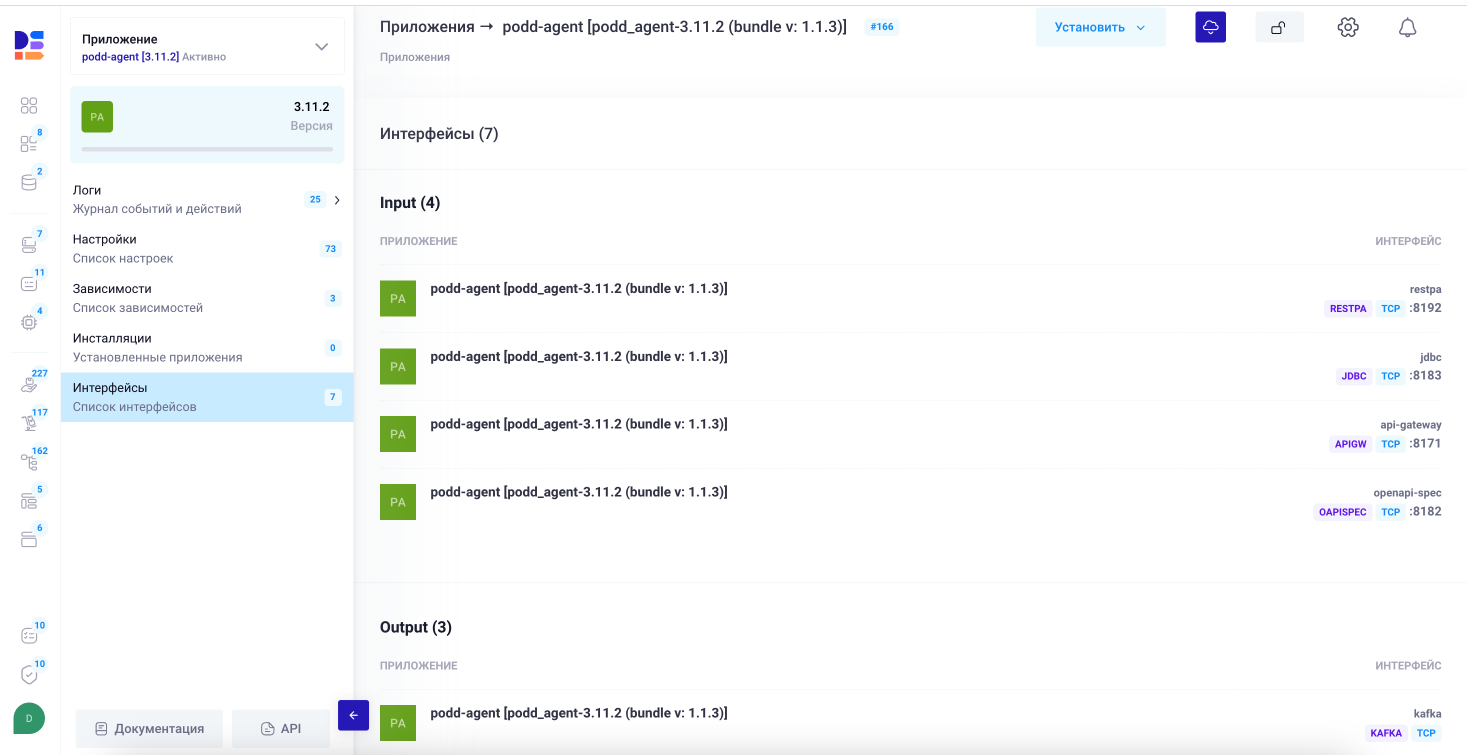 Приложение
podd-agent [3.11.2] Активно
PA
3.11.2
Версия
8
2
7
11
4
227
117
162
5
6
10
10
D
Логи
Журнал событий и действий
25
Настройки
Список настроек
73
Зависимости
Список зависимостей
3
Инсталляции
Установленные приложения
0
Интерфейсы
Список интерфейсов
7
Документация
API
Приложения → podd-agent [podd_agent-3.11.2 (bundle v: 1.1.3)] #166
Приложения
Установить
Интерфейсы (7)
Input (4)
ПРИЛОЖЕНИЕ ИНТЕРФЕЙС
PA podd-agent [podd_agent-3.11.2 (bundle v: 1.1.3)] restpa
RESTPA TCP :8192
PA podd-agent [podd_agent-3.11.2 (bundle v: 1.1.3)] jdbc
JDBC TCP :8183
PA podd-agent [podd_agent-3.11.2 (bundle v: 1.1.3)] api-gateway
APIGW TCP :8171
PA podd-agent [podd_agent-3.11.2 (bundle v: 1.1.3)] openapi-spec
OAPISPEC TCP :8182
Output (3)
ПРИЛОЖЕНИЕ ИНТЕРФЕЙС
PA podd-agent [podd_agent-3.11.2 (bundle v: 1.1.3)] kafka
KAFKA TCP